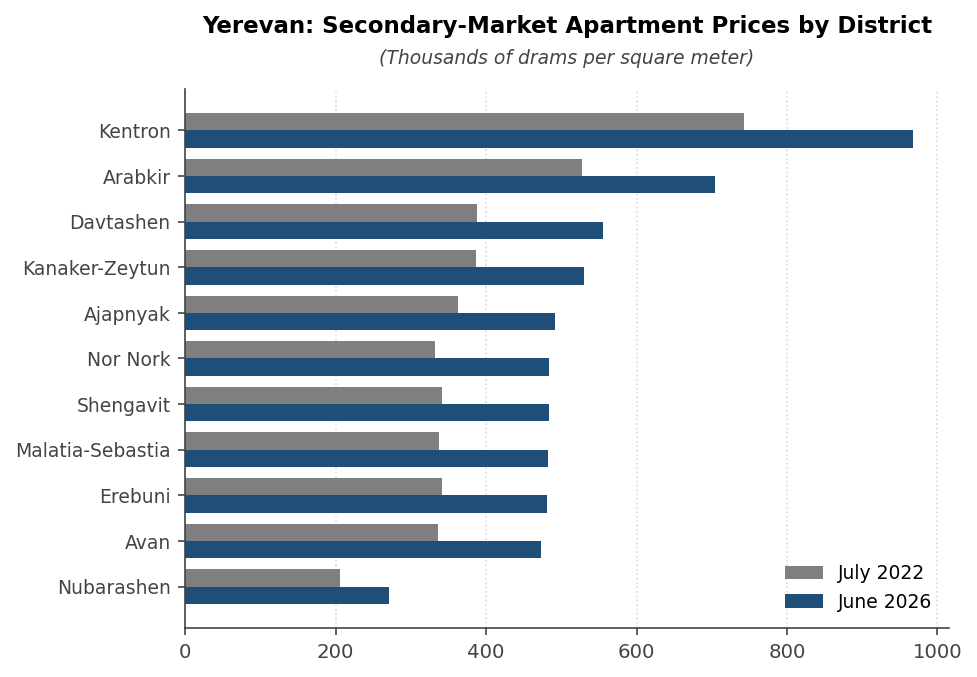 Yerevan: Secondary-Market Apartment Prices by District
(Thousands of drams per square meter)
Kentron
Arabkir
Davtashen
Kanaker-Zeytun
Ajapnyak
Nor Nork
Shengavit
Malatia-Sebastia
Erebuni
Avan
Nubarashen
July 2022
June 2026
0 200 400 600 800 1000